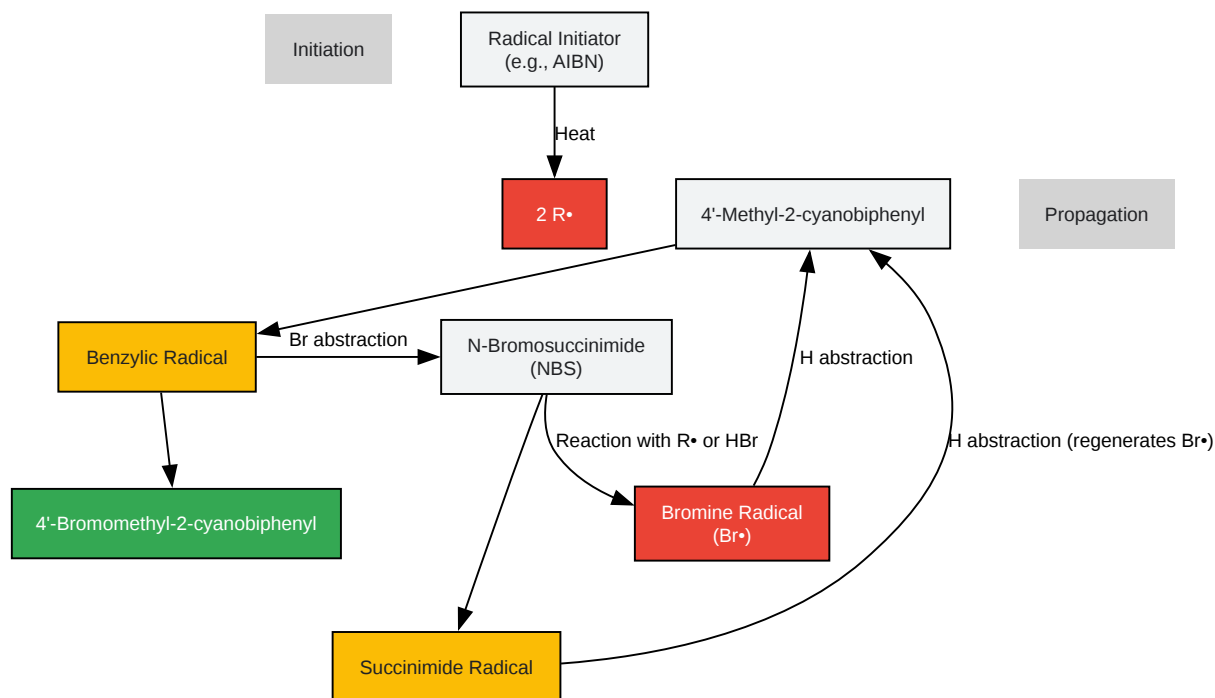 Initiation
Radical Initiator
(e.g., AIBN)
Heat
2 R•
4'-Methyl-2-cyanobiphenyl
Propagation
Benzylic Radical
Br abstraction
N-Bromosuccinimide
(NBS)
H abstraction
Reaction with R• or HBr
H abstraction (regenerates Br•)
4'-Bromomethyl-2-cyanobiphenyl
Bromine Radical
(Br•)
Succinimide Radical